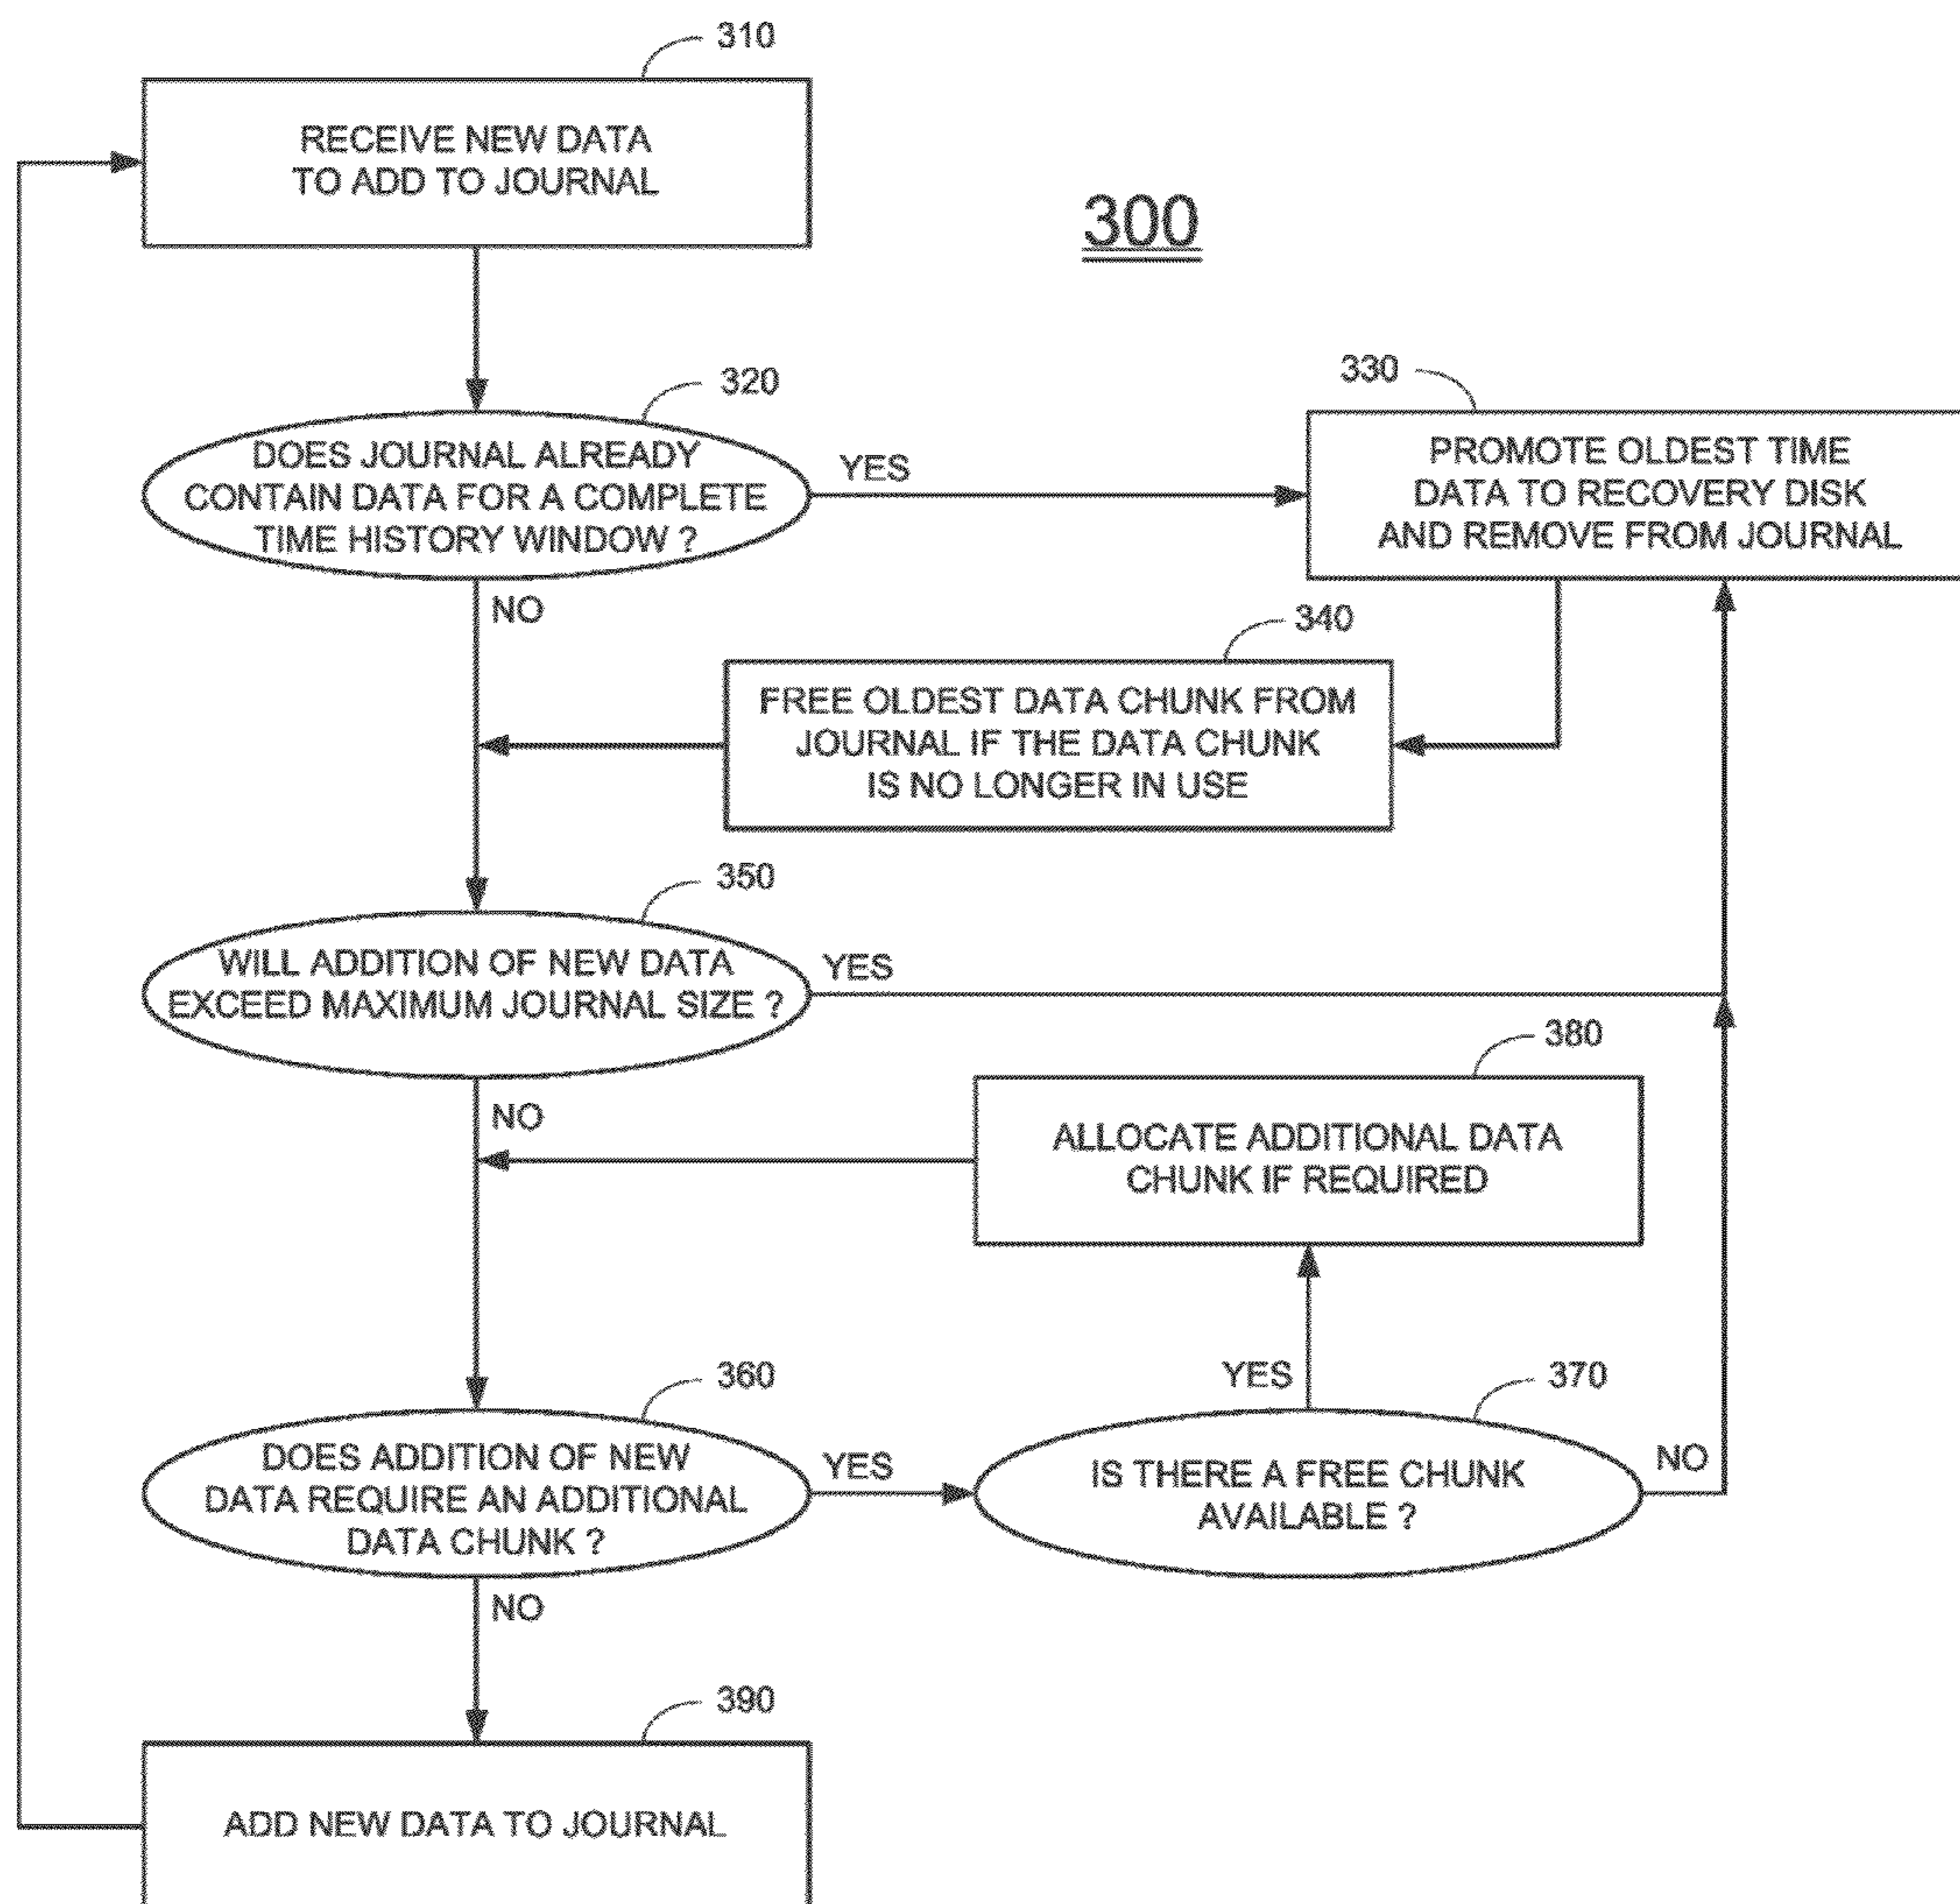 310
RECEIVE NEW DATA
TO ADD TO JOURNAL
300
320
DOES JOURNAL ALREADY
CONTAIN DATA FOR A COMPLETE
TIME HISTORY WINDOW ?
YES
NO
330
PROMOTE OLDEST TIME
DATA TO RECOVERY DISK
AND REMOVE FROM JOURNAL
340
FREE OLDEST DATA CHUNK FROM
JOURNAL IF THE DATA CHUNK
IS NO LONGER IN USE
350
WILL ADDITION OF NEW DATA
EXCEED MAXIMUM JOURNAL SIZE ?
YES
NO
380
ALLOCATE ADDITIONAL DATA
CHUNK IF REQUIRED
360
DOES ADDITION OF NEW
DATA REQUIRE AN ADDITIONAL
DATA CHUNK ?
YES
NO
370
IS THERE A FREE CHUNK
AVAILABLE ?
YES
NO
390
ADD NEW DATA TO JOURNAL